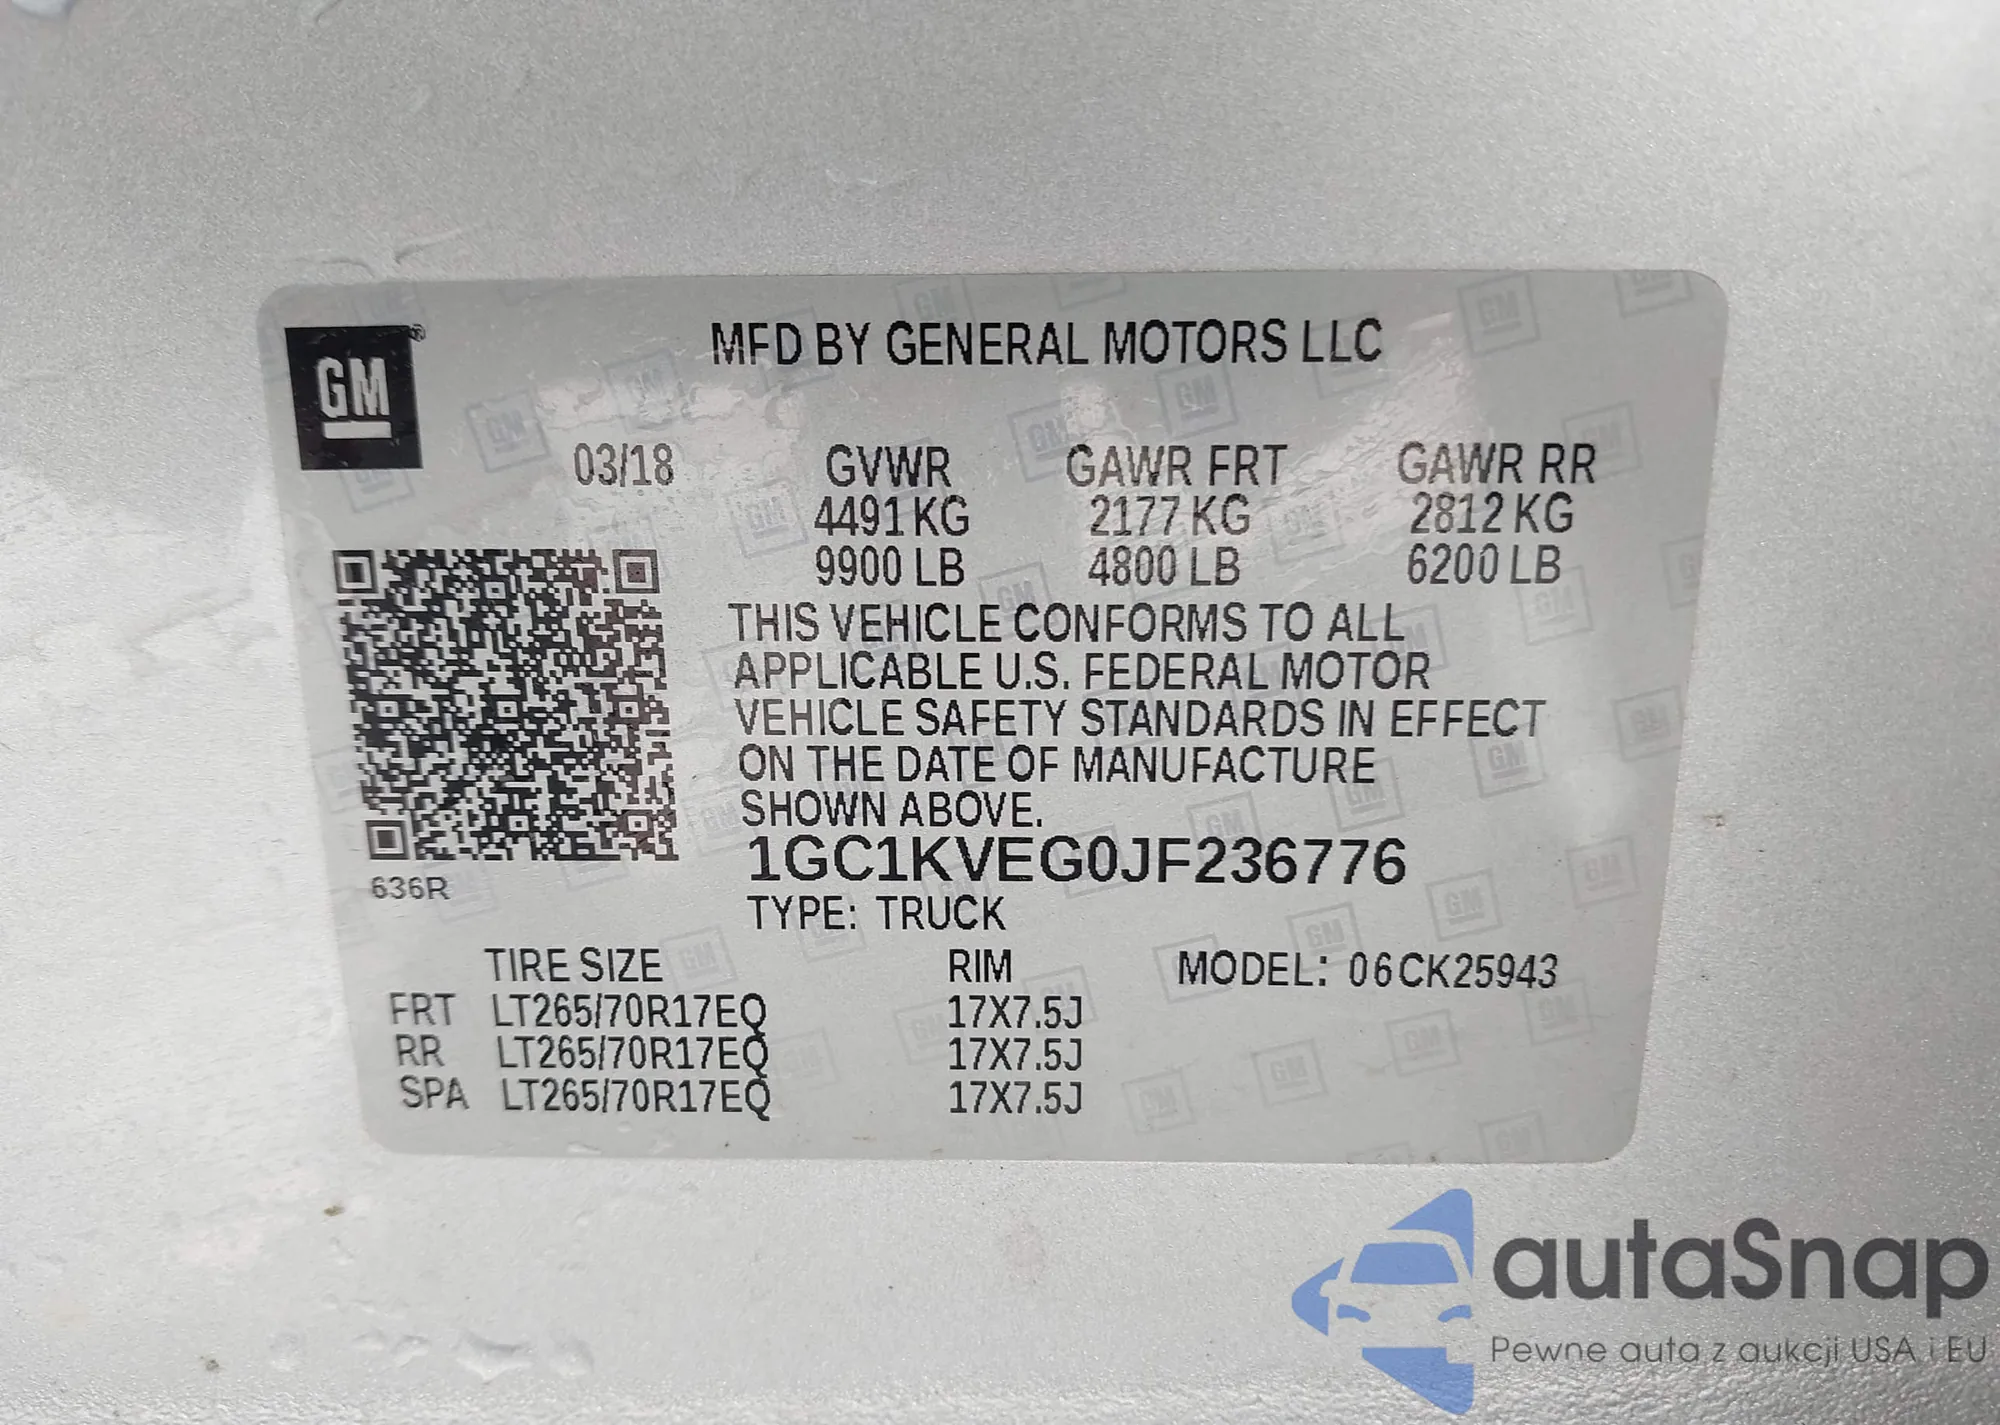 MFD BY GENERAL MOTORS LLC
GM®
03/18 GVWR GAWR FRT GAWR RR
4491 KG 2177 KG 2812 KG
9900 LB 4800 LB 6200 LB
THIS VEHICLE CONFORMS TO ALL
APPLICABLE U.S. FEDERAL MOTOR
VEHICLE SAFETY STANDARDS IN EFFECT
ON THE DATE OF MANUFACTURE
SHOWN ABOVE.
1GC1KVEG0JF236776
636R
TYPE: TRUCK
TIRE SIZE RIM MODEL: 06CK25943
FRT LT265/70R17EQ 17X7.5J
RR LT265/70R17EQ 17X7.5J
SPA LT265/70R17EQ 17X7.5J
autaSnap
Pewne auta z aukcji USA i EU